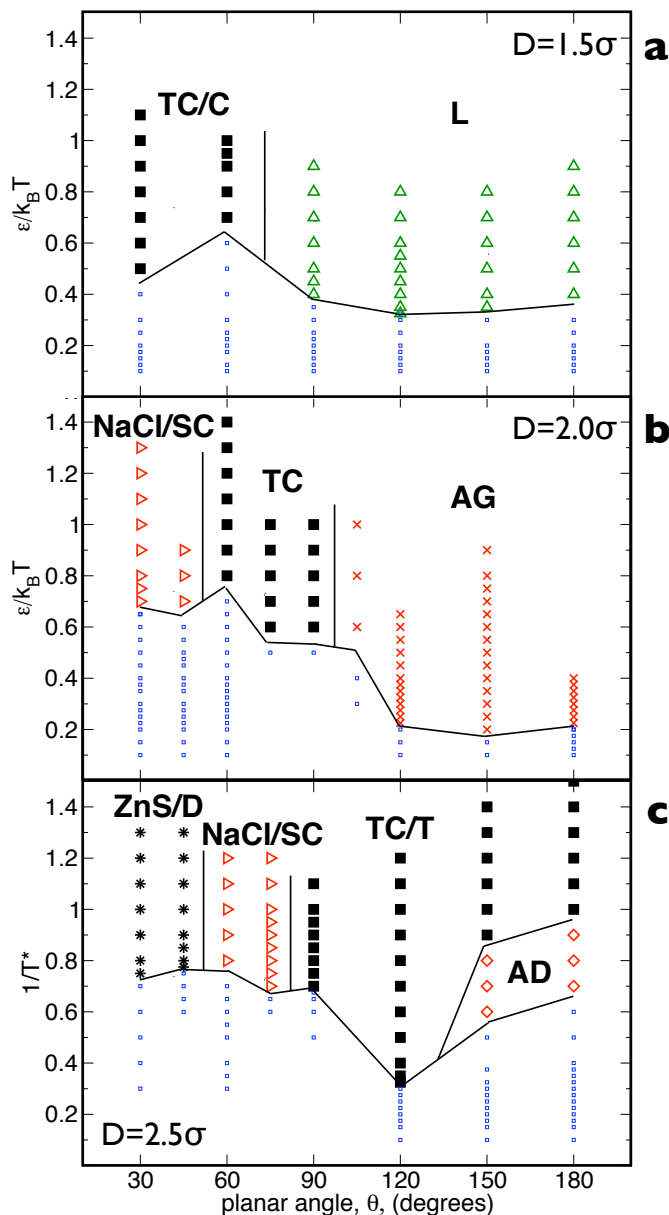 D=1.5σ
a
TC/C
L
1.4
1.2
1
0.8
0.6
0.4
0.2
ε/k_BT
b
NaCl/SC
D=2.0σ
TC
AG
1.4
1.2
1
0.8
0.6
0.4
0.2
ε/k_BT
c
ZnS/D
NaCl/SC
TC/T
AD
1.4
1.2
1
0.8
0.6
0.4
0.2
1/T*
D=2.5σ
30 60 90 120 150 180
planar angle, θ, (degrees)